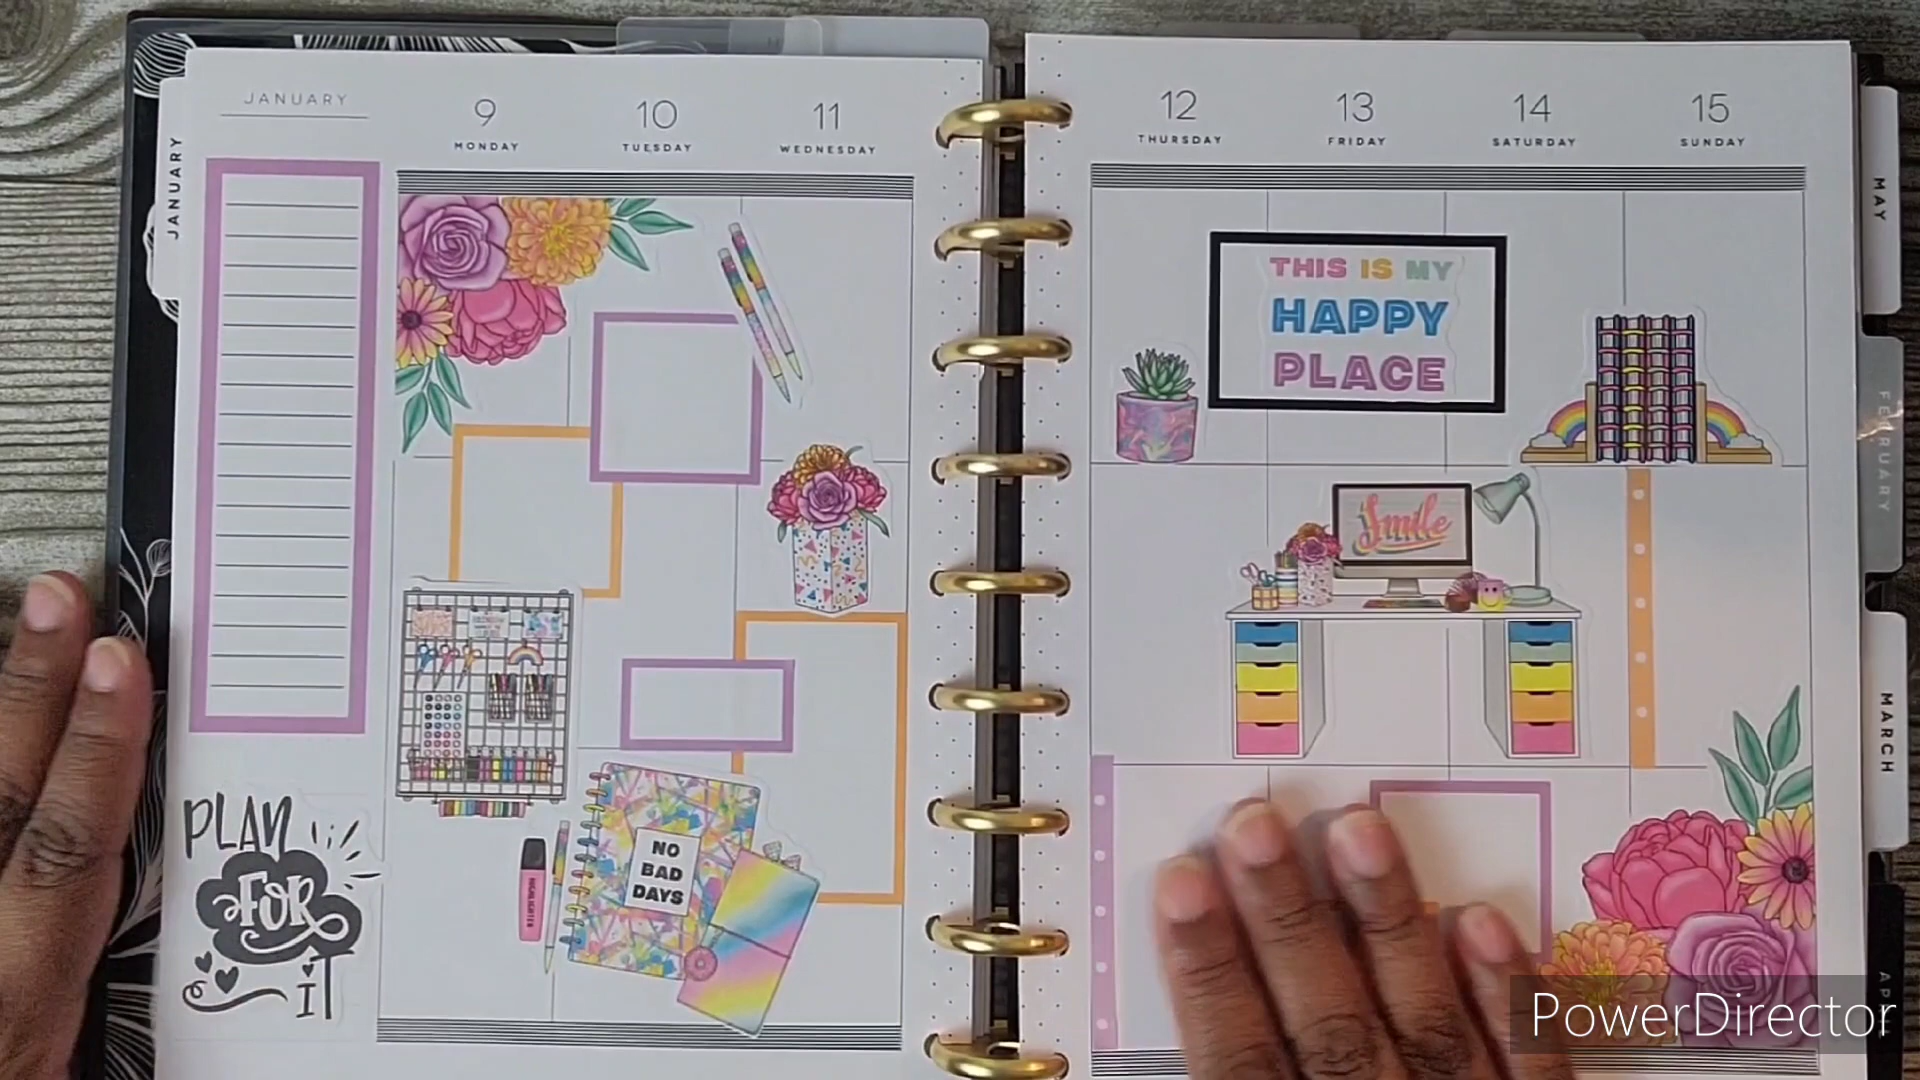 JANUARY
JANUARY
9
MONDAY
10
TUESDAY
11
WEDNESDAY
12
THURSDAY
13
FRIDAY
14
SATURDAY
15
SUNDAY
THIS IS MY
HAPPY
PLACE
Smile
PLAN
FOR
IT
HIGHLIGHTER
NO
BAD
DAYS
MAY
FEBRUARY
MARCH
PowerDirector